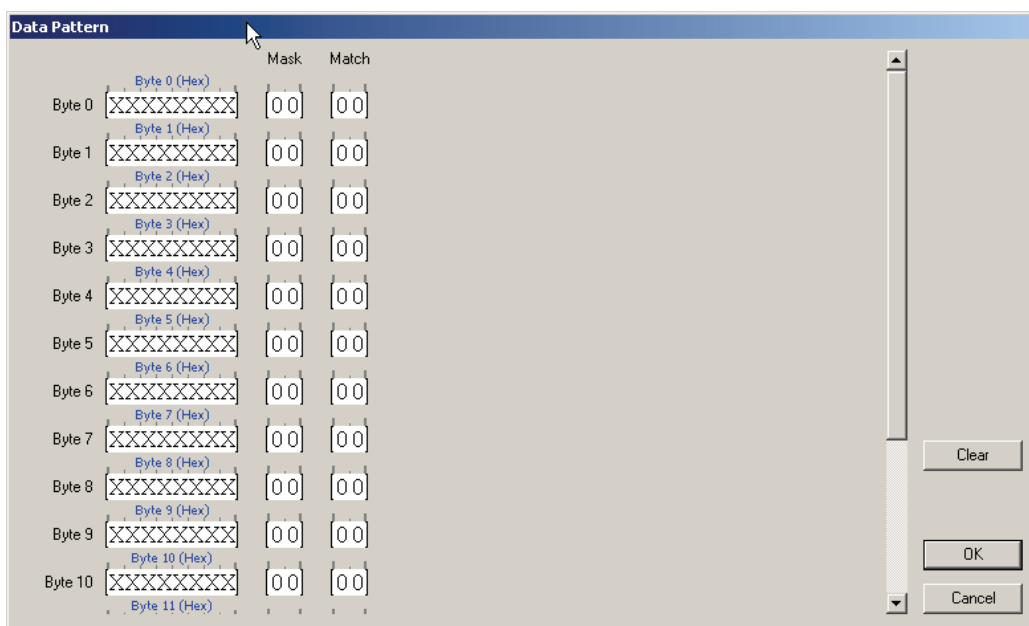 Data Pattern
Mask Match
Byte 0 (Hex)
Byte 0 XXXXXXXX 00 00
Byte 1 (Hex)
Byte 1 XXXXXXXX 00 00
Byte 2 (Hex)
Byte 2 XXXXXXXX 00 00
Byte 3 (Hex)
Byte 3 XXXXXXXX 00 00
Byte 4 (Hex)
Byte 4 XXXXXXXX 00 00
Byte 5 (Hex)
Byte 5 XXXXXXXX 00 00
Byte 6 (Hex)
Byte 6 XXXXXXXX 00 00
Byte 7 (Hex)
Byte 7 XXXXXXXX 00 00
Clear
Byte 8 (Hex)
Byte 8 XXXXXXXX 00 00
Byte 9 (Hex)
Byte 9 XXXXXXXX 00 00
OK
Byte 10 (Hex)
Byte 10 XXXXXXXX 00 00
Cancel
Byte 11 (Hex)